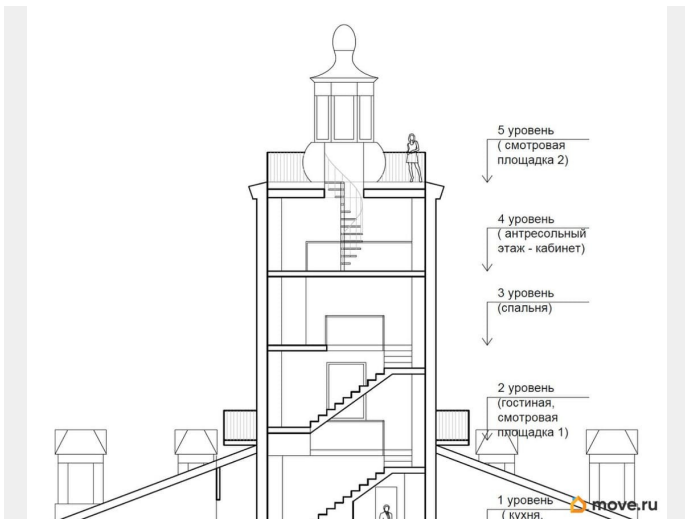 5 уровень
( смотровая
площадка 2)
4 уровень
( антресольный
этаж - кабинет)
3 уровень
(спальня)
2 уровень
(гостиная,
смотровая
площадка 1)
1 уровень
( кухня,
move.ru